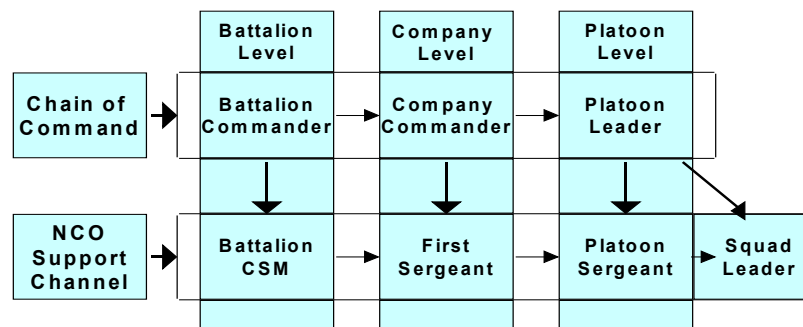 Battalion
Level
Company
Level
Platoon
Level
Chain of
Command
Battalion
Commander
Company
Commander
Platoon
Leader
NCO
Support
Channel
Battalion
CSM
First
Sergeant
Platoon
Sergeant
Squad
Leader